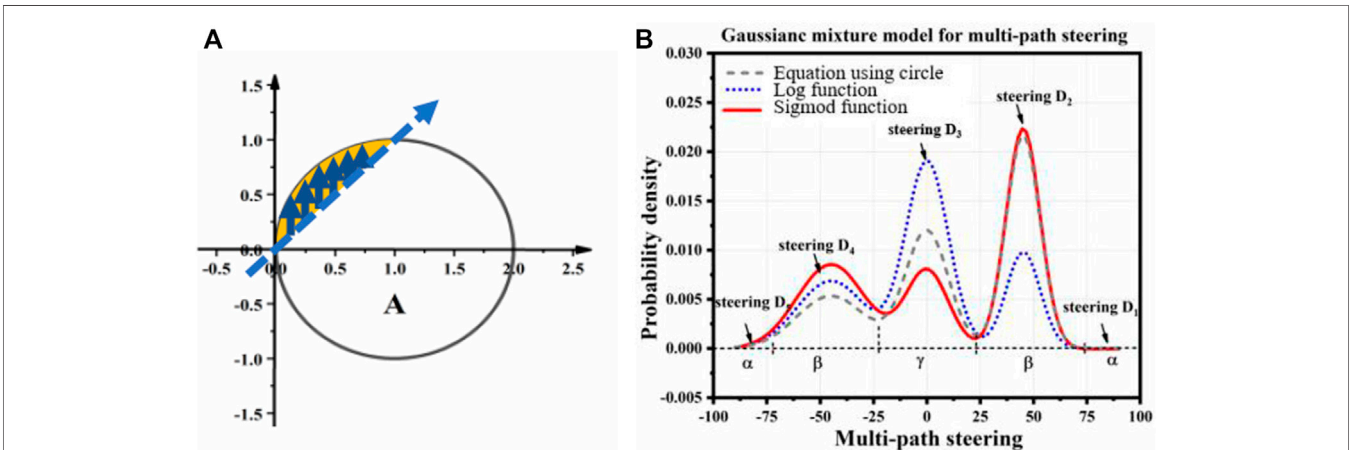 A
1.5
1.0
0.5
0.0
-0.5
0.0
0.5
1.0
1.5
2.0
2.5
-0.5
-1.0
-1.5
A
B
Gaussianc mixture model for multi-path steering
0.030
0.025
0.020
0.015
0.010
0.005
0.000
-0.005
Probability density
Equation using circle
Log function
Sigmod function
steering D2
steering D3
steering D4
steering D
steering D1
α
β
γ
β
α
-100
-75
-50
-25
0
25
50
75
100
Multi-path steering